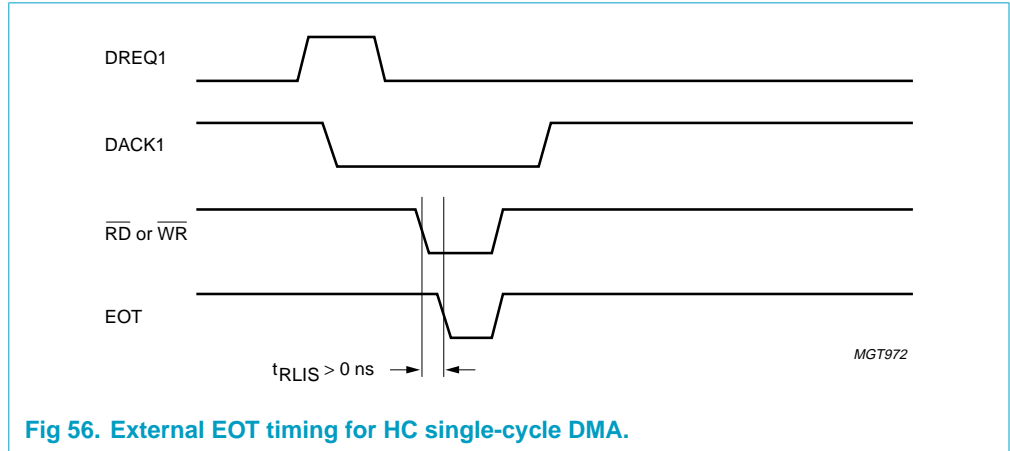 DREQ1
DACK1
RD or WR
EOT
tRLIS > 0 ns
MGT972
Fig 56. External EOT timing for HC single-cycle DMA.